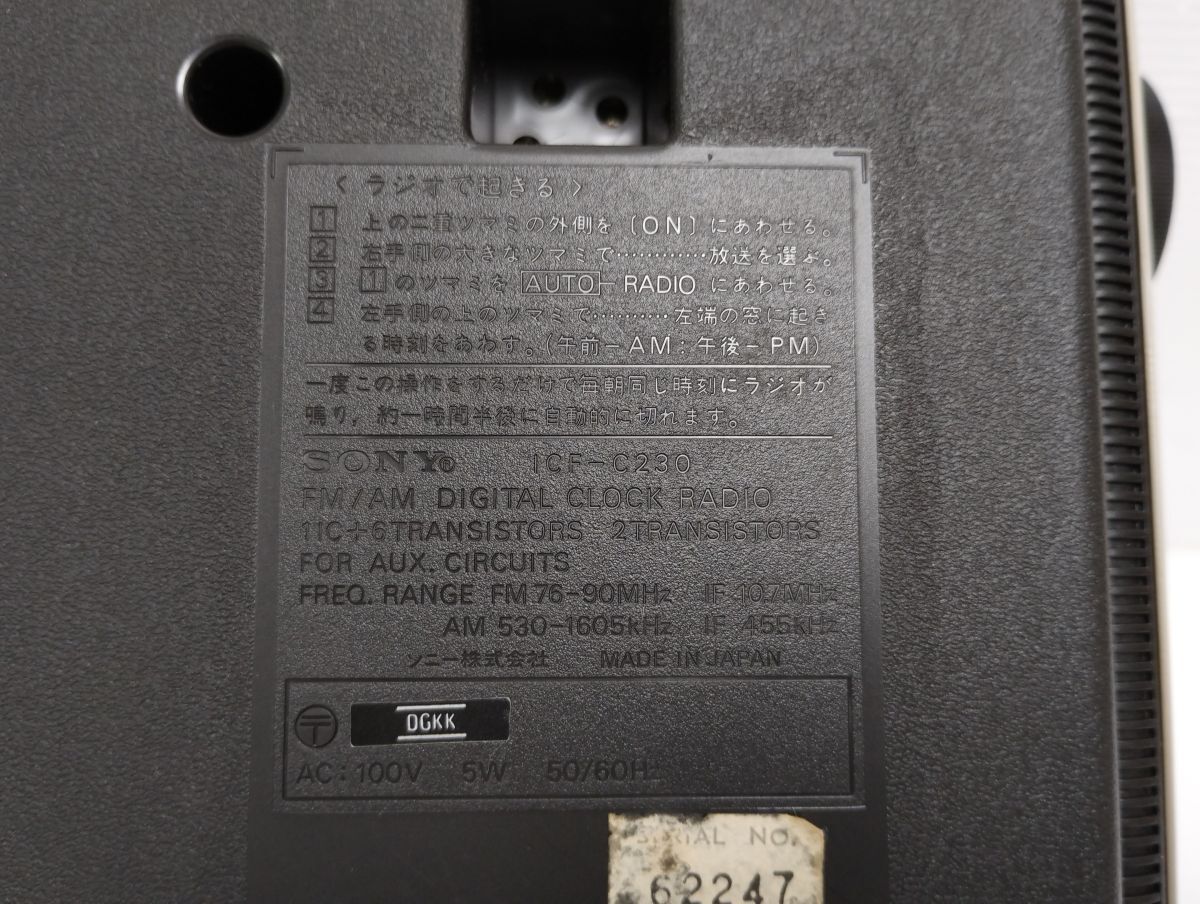 〈 ラジオで起きる 〉
1 上の二重ツマミの外側を〔ON〕にあわせる。
2 右手側の大きなツマミで…………放送を選ぶ。
3 1のツマミを AUTO-RADIO にあわせる。
4 左手側の上のツマミで………左端の窓に起き
る時刻をあわす。(午前-AM:午後-PM)
一度この操作をするだけで毎朝同じ時刻にラジオが
鳴り,約一時間半後に自動的に切れます。
SONY® ICF-C230
FM/AM DIGITAL CLOCK RADIO
1IC+6TRANSISTORS 2TRANSISTORS
FOR AUX. CIRCUITS
FREQ. RANGE FM 76-90MHz IF 10.7MHz
AM 530-1605kHz IF 455kHz
ソニー株式会社 MADE IN JAPAN
〒 DGKK
AC: 100V 5W 50/60Hz
SERIAL NO.
62247